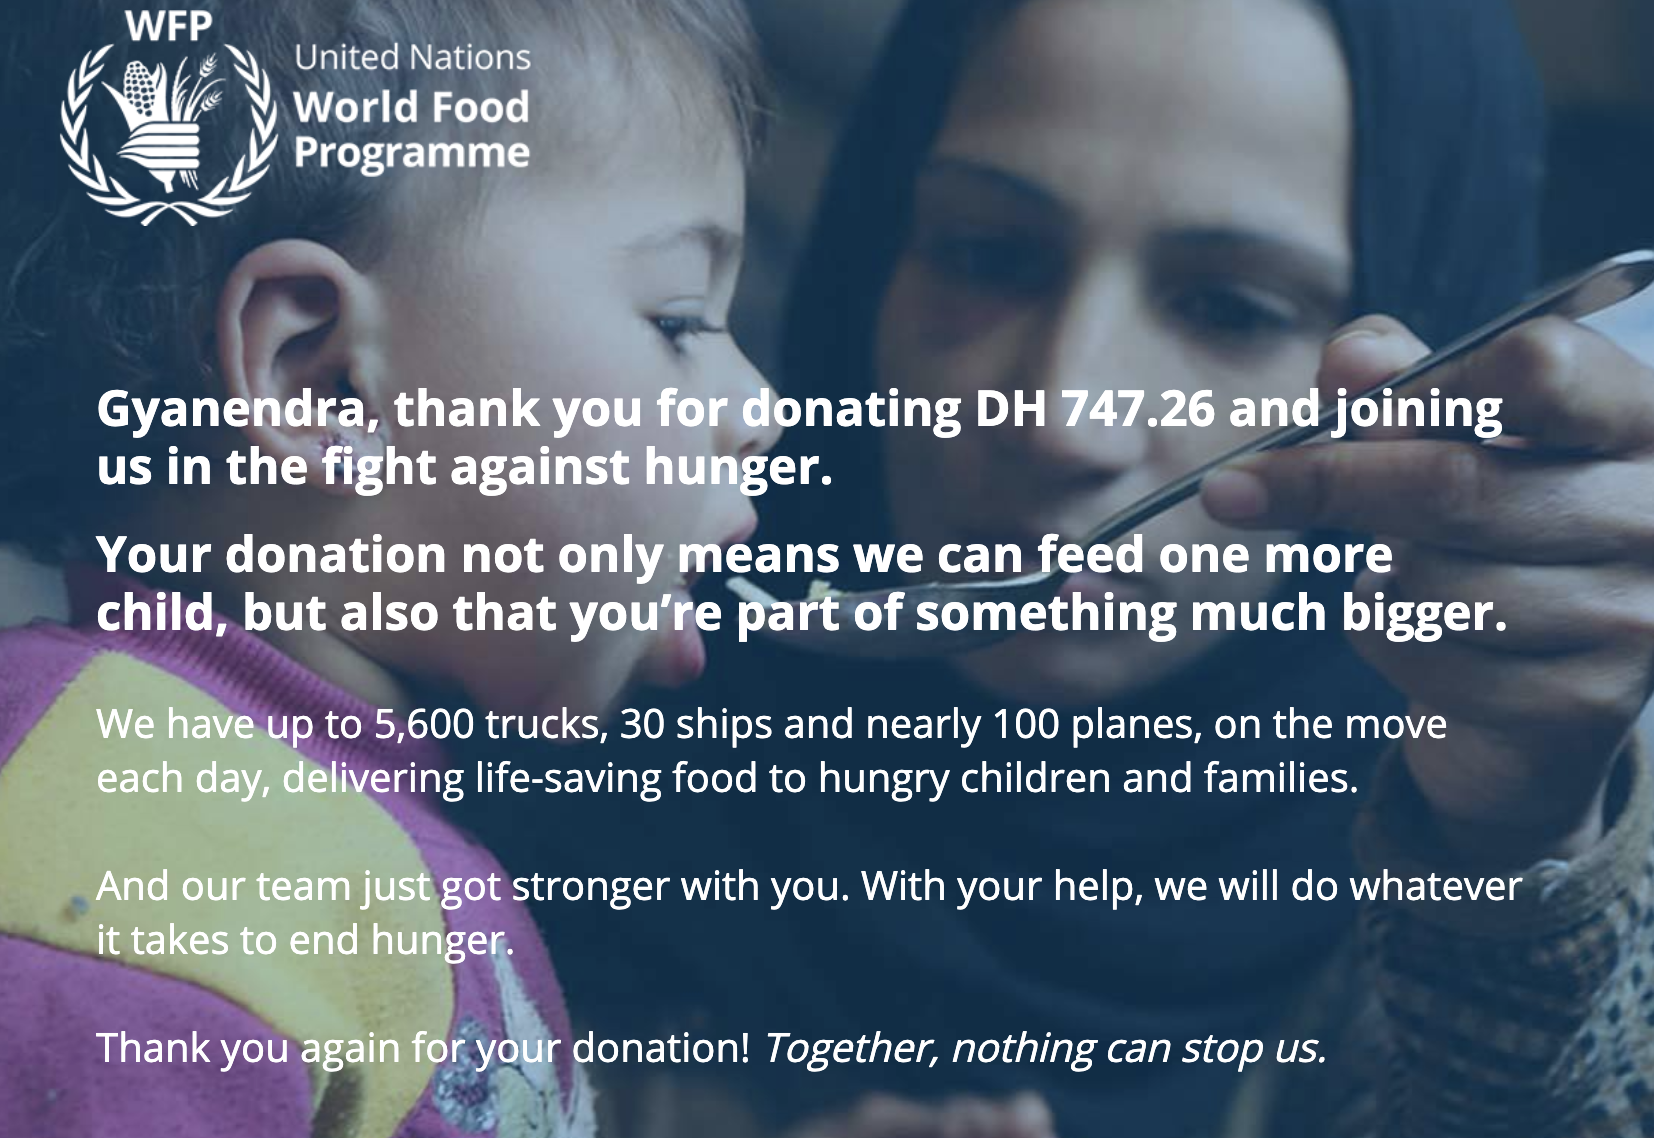 WFP
United Nations
World Food
Programme
Gyanendra, thank you for donating DH 747.26 and joining
us in the fight against hunger.
Your donation not only means we can feed one more
child, but also that you’re part of something much bigger.
We have up to 5,600 trucks, 30 ships and nearly 100 planes, on the move
each day, delivering life-saving food to hungry children and families.
And our team just got stronger with you. With your help, we will do whatever
it takes to end hunger.
Thank you again for your donation! Together, nothing can stop us.